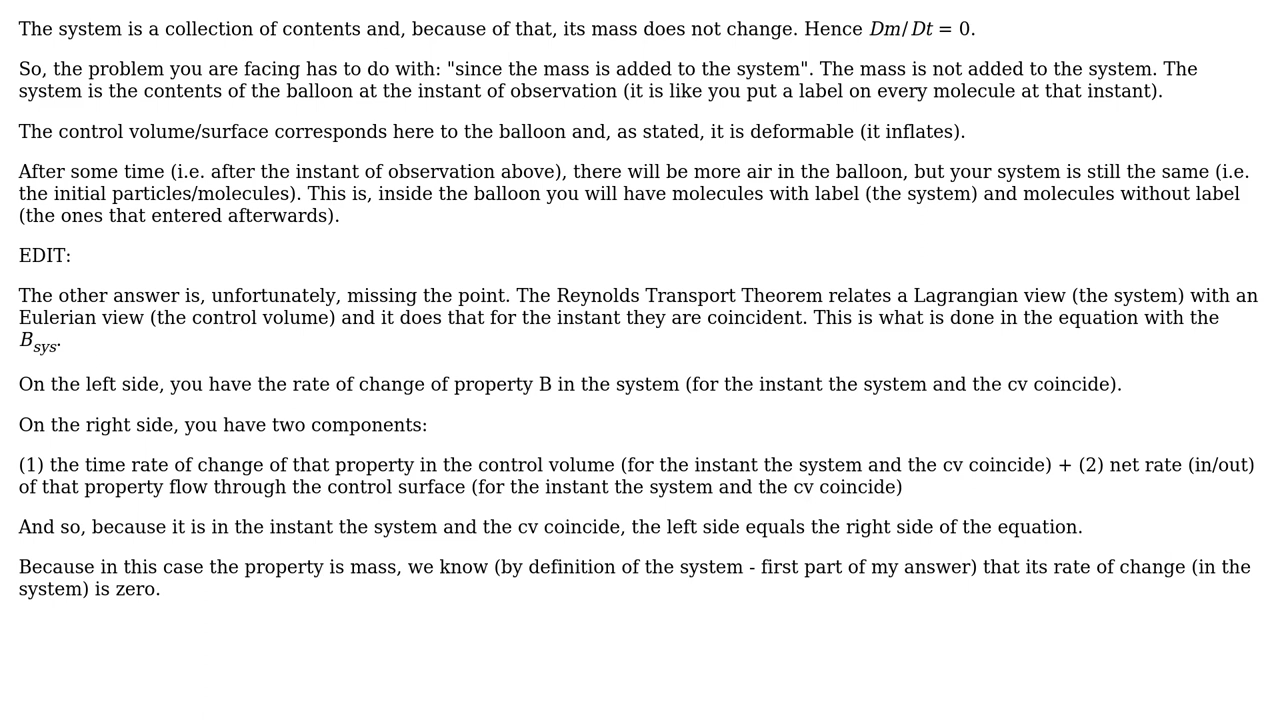 The system is a collection of contents and, because of that, its mass does not change. Hence Dm/Dt = 0.
So, the problem you are facing has to do with: "since the mass is added to the system". The mass is not added to the system. The
system is the contents of the balloon at the instant of observation (it is like you put a label on every molecule at that instant).
The control volume/surface corresponds here to the balloon and, as stated, it is deformable (it inflates).
After some time (i.e. after the instant of observation above), there will be more air in the balloon, but your system is still the same (i.e.
the initial particles/molecules). This is, inside the balloon you will have molecules with label (the system) and molecules without label
(the ones that entered afterwards).
EDIT:
The other answer is, unfortunately, missing the point. The Reynolds Transport Theorem relates a Lagrangian view (the system) with an
Eulerian view (the control volume) and it does that for the instant they are coincident. This is what is done in the equation with the
B_sys.
On the left side, you have the rate of change of property B in the system (for the instant the system and the cv coincide).
On the right side, you have two components:
(1) the time rate of change of that property in the control volume (for the instant the system and the cv coincide) + (2) net rate (in/out)
of that property flow through the control surface (for the instant the system and the cv coincide)
And so, because it is in the instant the system and the cv coincide, the left side equals the right side of the equation.
Because in this case the property is mass, we know (by definition of the system - first part of my answer) that its rate of change (in the
system) is zero.